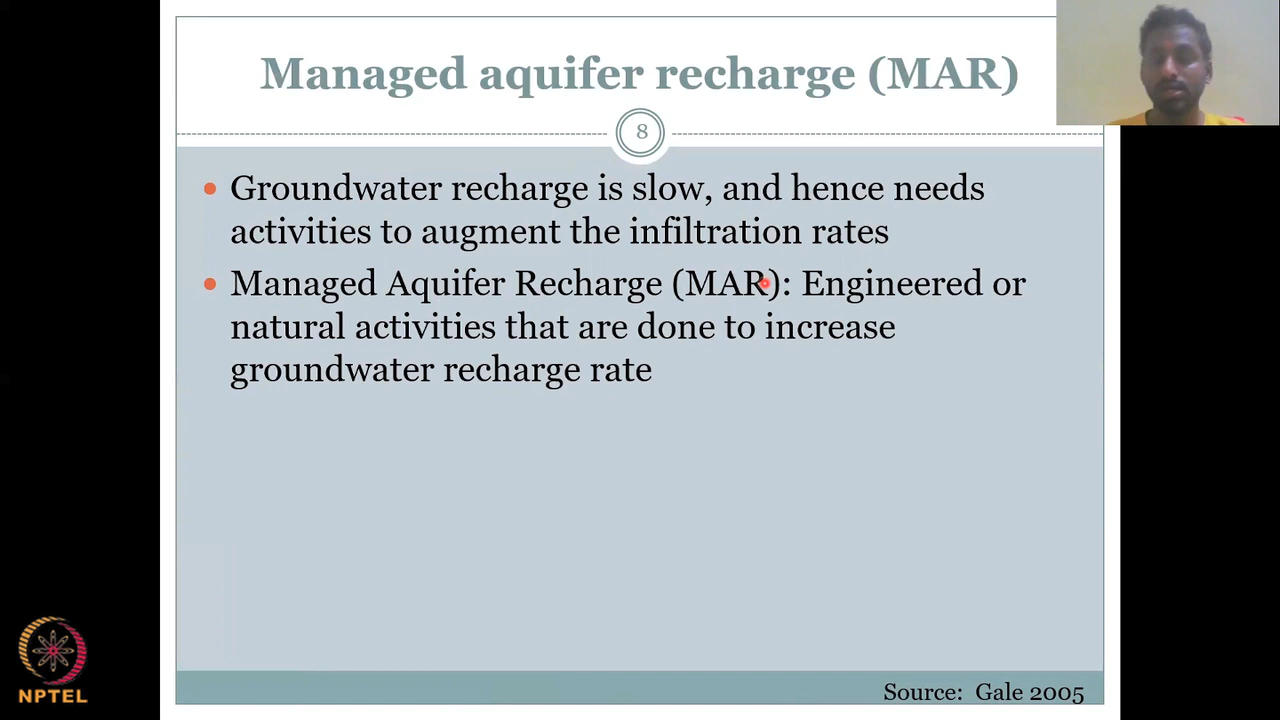 Managed aquifer recharge (MAR)
8
Groundwater recharge is slow, and hence needs
activities to augment the infiltration rates
Managed Aquifer Recharge (MAR): Engineered or
natural activities that are done to increase
groundwater recharge rate
NPTEL
Source: Gale 2005